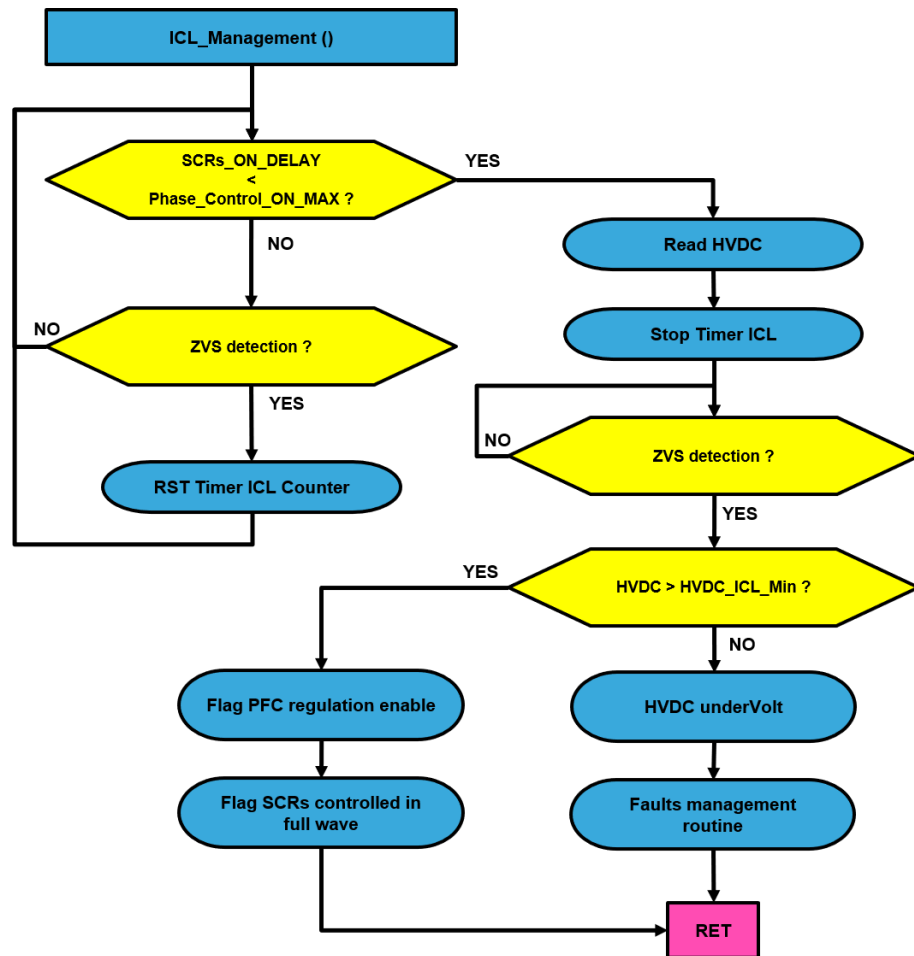 ICL_Management ()
SCRs_ON_DELAY
<
Phase_Control_ON_MAX ?
YES
NO
Read HVDC
Stop Timer ICL
NO
ZVS detection ?
YES
RST Timer ICL Counter
NO
ZVS detection ?
YES
YES
HVDC > HVDC_ICL_Min ?
NO
Flag PFC regulation enable
HVDC underVolt
Flag SCRs controlled in
full wave
Faults management
routine
RET